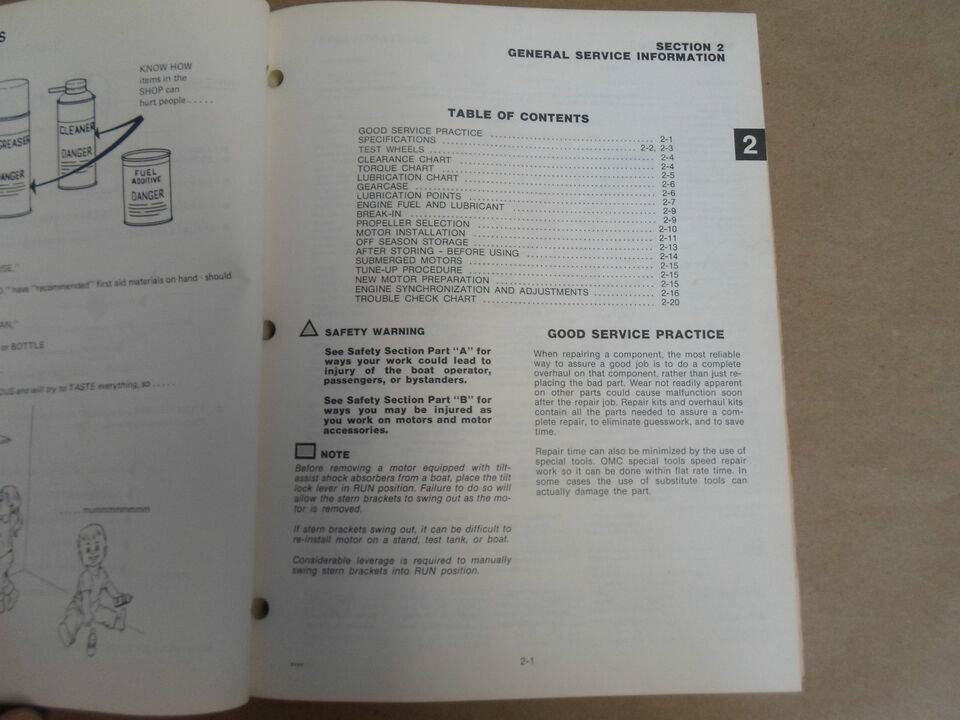 S
KNOW HOW
items in the
SHOP can
hurt people . . . . .
CLEANER
DANGER
FUEL
ADDITIVE
DANGER
have "recommended" first aid materials on hand - should
or BOTTLE
and will try to TASTE everything, so . . . . .
. . . . mummmmmmm
SECTION 2
GENERAL SERVICE INFORMATION
2
TABLE OF CONTENTS
GOOD SERVICE PRACTICE 2-1
SPECIFICATIONS 2-2, 2-3
TEST WHEELS 2-4
CLEARANCE CHART 2-4
TORQUE CHART 2-5
LUBRICATION CHART 2-6
GEARCASE 2-6
LUBRICATION POINTS 2-7
ENGINE FUEL AND LUBRICANT 2-9
BREAK-IN 2-9
PROPELLER SELECTION 2-10
MOTOR INSTALLATION 2-11
OFF SEASON STORAGE 2-13
AFTER STORING - BEFORE USING 2-14
SUBMERGED MOTORS 2-15
TUNE-UP PROCEDURE 2-15
NEW MOTOR PREPARATION 2-15
ENGINE SYNCHRONIZATION AND ADJUSTMENTS 2-16
TROUBLE CHECK CHART 2-20
SAFETY WARNING
See Safety Section Part "A" for
ways your work could lead to
injury of the boat operator,
passengers, or bystanders.
See Safety Section Part "B" for
ways you may be injured as
you work on motors and motor
accessories.
NOTE
Before removing a motor equipped with tilt-
assist shock absorbers from a boat, place the tilt
lock lever in RUN position. Failure to do so will
allow the stern brackets to swing out as the mo-
tor is removed.
If stern brackets swing out, it can be difficult to
re-install motor on a stand, test tank, or boat.
Considerable leverage is required to manually
swing stern brackets into RUN position.
GOOD SERVICE PRACTICE
When repairing a component, the most reliable
way to assure a good job is to do a complete
overhaul on that component, rather than just re-
placing the bad part. Wear not readily apparent
on other parts could cause malfunction soon
after the repair job. Repair kits and overhaul kits
contain all the parts needed to assure a com-
plete repair, to eliminate guesswork, and to save
time.
Repair time can also be minimized by the use of
special tools. OMC special tools speed repair
work so it can be done within flat rate time. In
some cases the use of substitute tools can
actually damage the part.
2-1